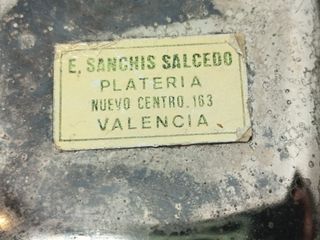 E. SANCHIS SALCEDO
PLATERIA
NUEVO CENTRO. 163
VALENCIA